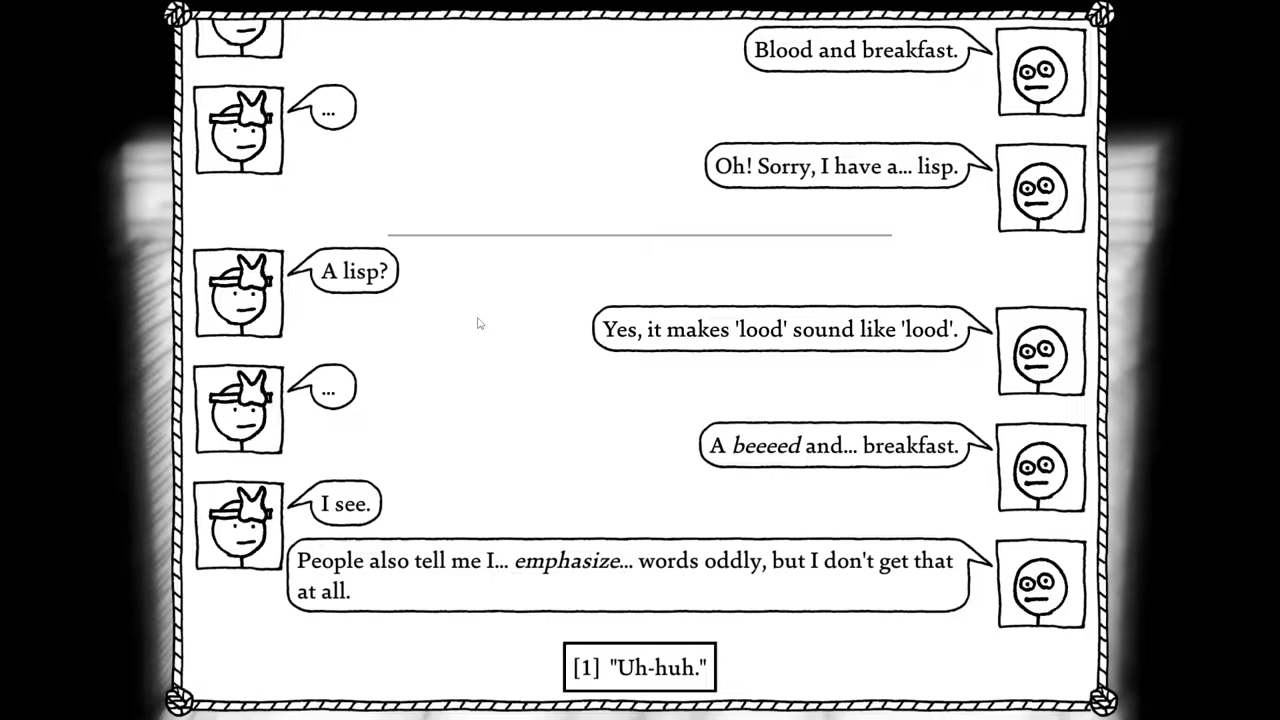 Blood and breakfast.
...
Oh! Sorry, I have a... lisp.
A lisp?
Yes, it makes 'lood' sound like 'lood'.
...
A beeeed and... breakfast.
I see.
People also tell me I... emphasize... words oddly, but I don't get that
at all.
[1] "Uh-huh."